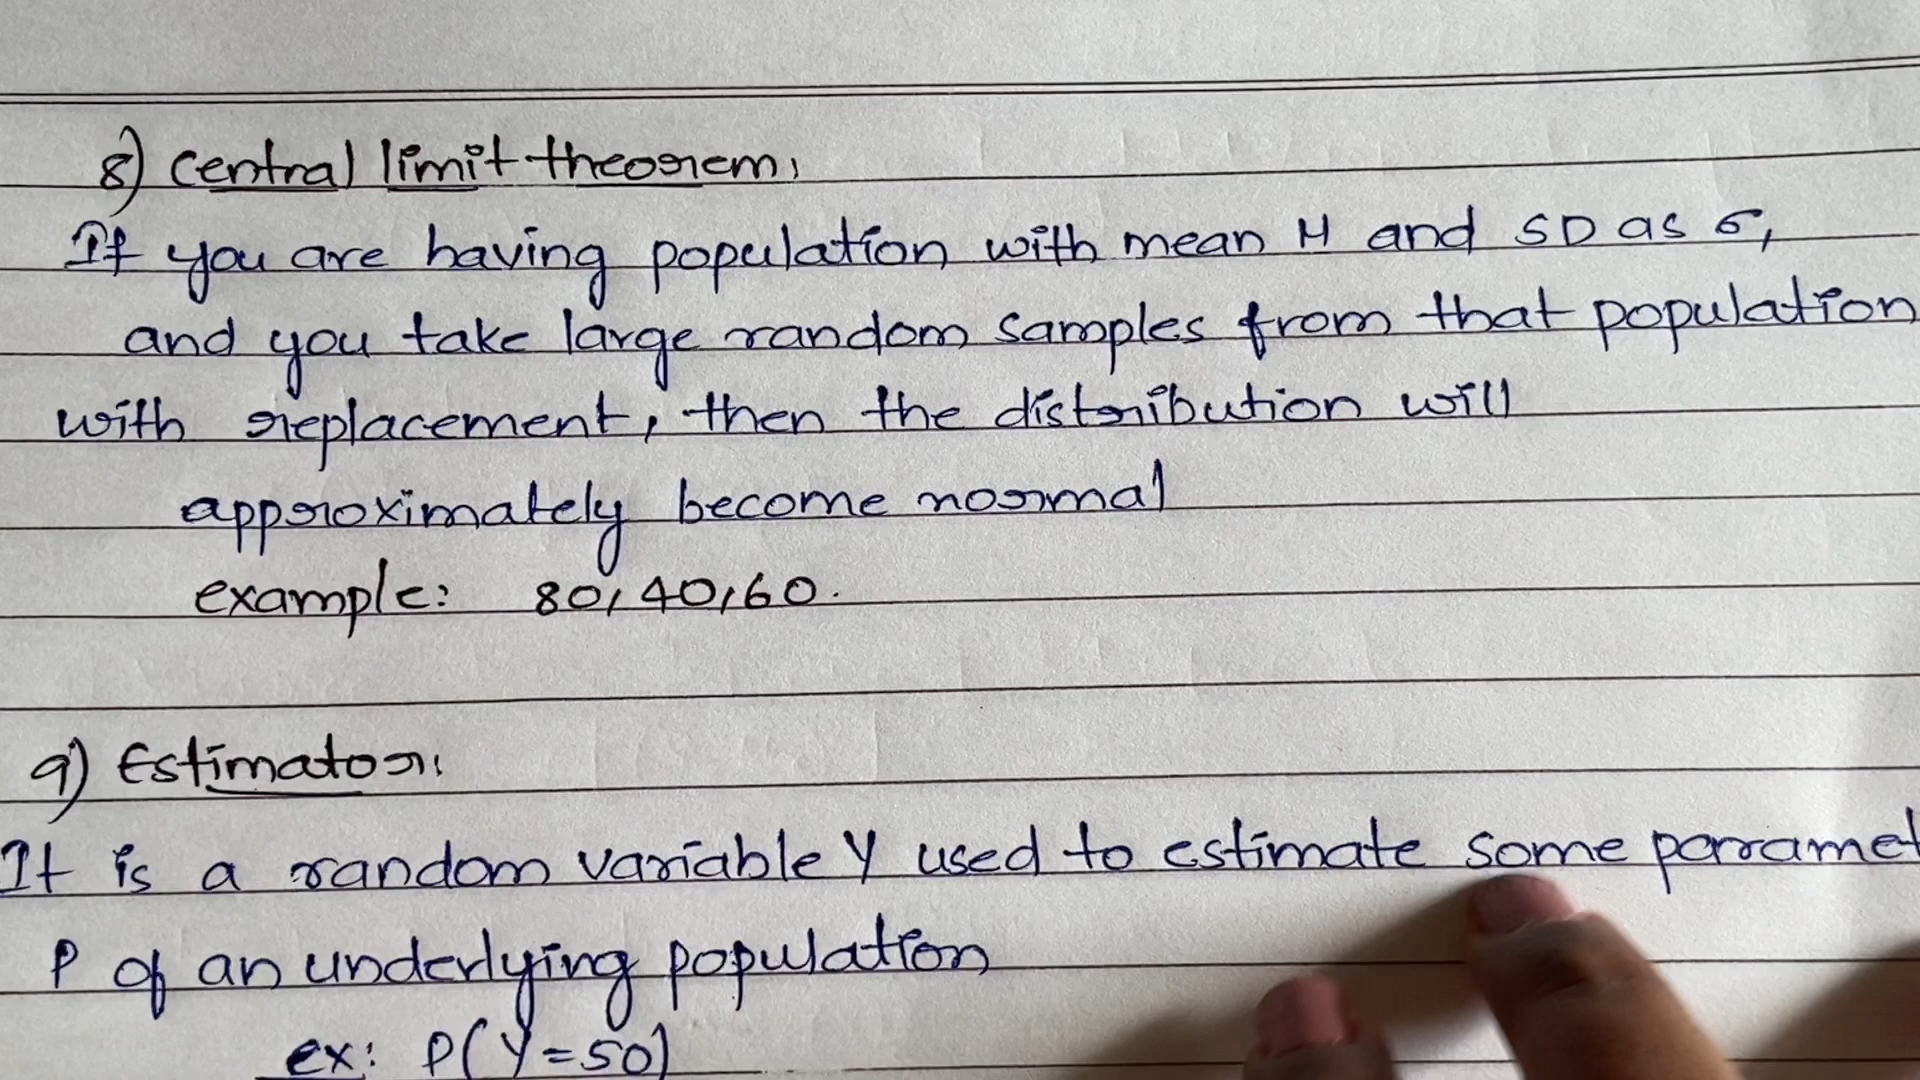 8) Central limit theorem:
If you are having population with mean μ and SD as σ,
and you take large random samples from that population
with replacement, then the distribution will
approximately become normal
example: 80,40,60.
9) Estimator:
It is a random variable Y used to estimate some paramet
P of an underlying population
ex: P(Y=50)